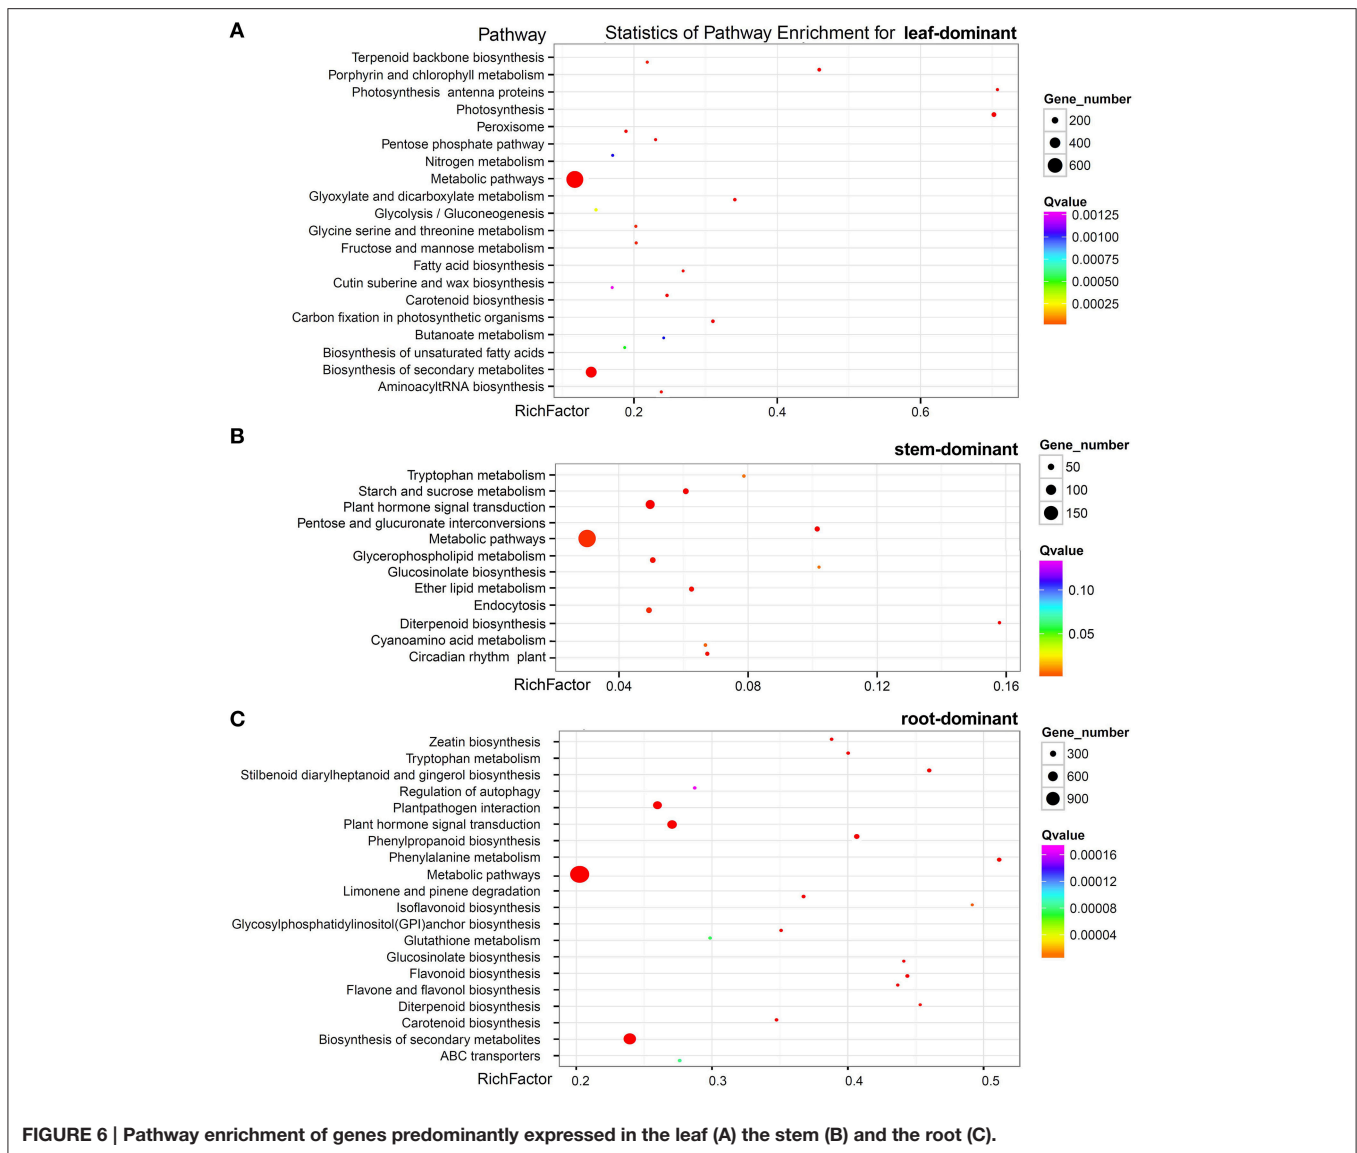 A
Pathway Statistics of Pathway Enrichment for leaf-dominant
Terpenoid backbone biosynthesis
Porphyrin and chlorophyll metabolism
Photosynthesis antenna proteins
Photosynthesis
Peroxisome
Pentose phosphate pathway
Nitrogen metabolism
Metabolic pathways
Glyoxylate and dicarboxylate metabolism
Glycolysis / Gluconeogenesis
Glycine serine and threonine metabolism
Fructose and mannose metabolism
Fatty acid biosynthesis
Cutin suberine and wax biosynthesis
Carotenoid biosynthesis
Carbon fixation in photosynthetic organisms
Butanoate metabolism
Biosynthesis of unsaturated fatty acids
Biosynthesis of secondary metabolites
AminoacyltRNA biosynthesis
RichFactor 0.2 0.4 0.6
Gene_number
200
400
600
Qvalue
0.00125
0.00100
0.00075
0.00050
0.00025
B
stem-dominant
Tryptophan metabolism
Starch and sucrose metabolism
Plant hormone signal transduction
Pentose and glucuronate interconversions
Metabolic pathways
Glycerophospholipid metabolism
Glucosinolate biosynthesis
Ether lipid metabolism
Endocytosis
Diterpenoid biosynthesis
Cyanoamino acid metabolism
Circadian rhythm plant
RichFactor 0.04 0.08 0.12 0.16
Gene_number
50
100
150
Qvalue
0.10
0.05
C
root-dominant
Zeatin biosynthesis
Tryptophan metabolism
Stilbenoid diarylheptanoid and gingerol biosynthesis
Regulation of autophagy
Plantpathogen interaction
Plant hormone signal transduction
Phenylpropanoid biosynthesis
Phenylalanine metabolism
Metabolic pathways
Limonene and pinene degradation
Isoflavonoid biosynthesis
Glycosylphosphatidylinositol(GPI)anchor biosynthesis
Glutathione metabolism
Glucosinolate biosynthesis
Flavonoid biosynthesis
Flavone and flavonol biosynthesis
Diterpenoid biosynthesis
Carotenoid biosynthesis
Biosynthesis of secondary metabolites
ABC transporters
RichFactor 0.2 0.3 0.4 0.5
Gene_number
300
600
900
Qvalue
0.00016
0.00012
0.00008
0.00004
FIGURE 6 | Pathway enrichment of genes predominantly expressed in the leaf (A) the stem (B) and the root (C).